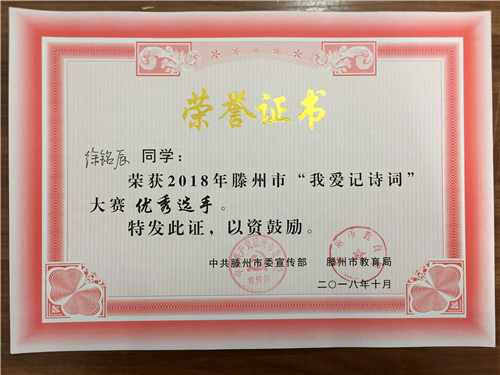 荣誉证书
徐铭辰 同学：
荣获2018年滕州市“我爱记诗词”
大赛 优秀选手。
特发此证，以资鼓励。
中共滕州市委宣传部 滕州市教育局
二〇一八年十月
宣传部